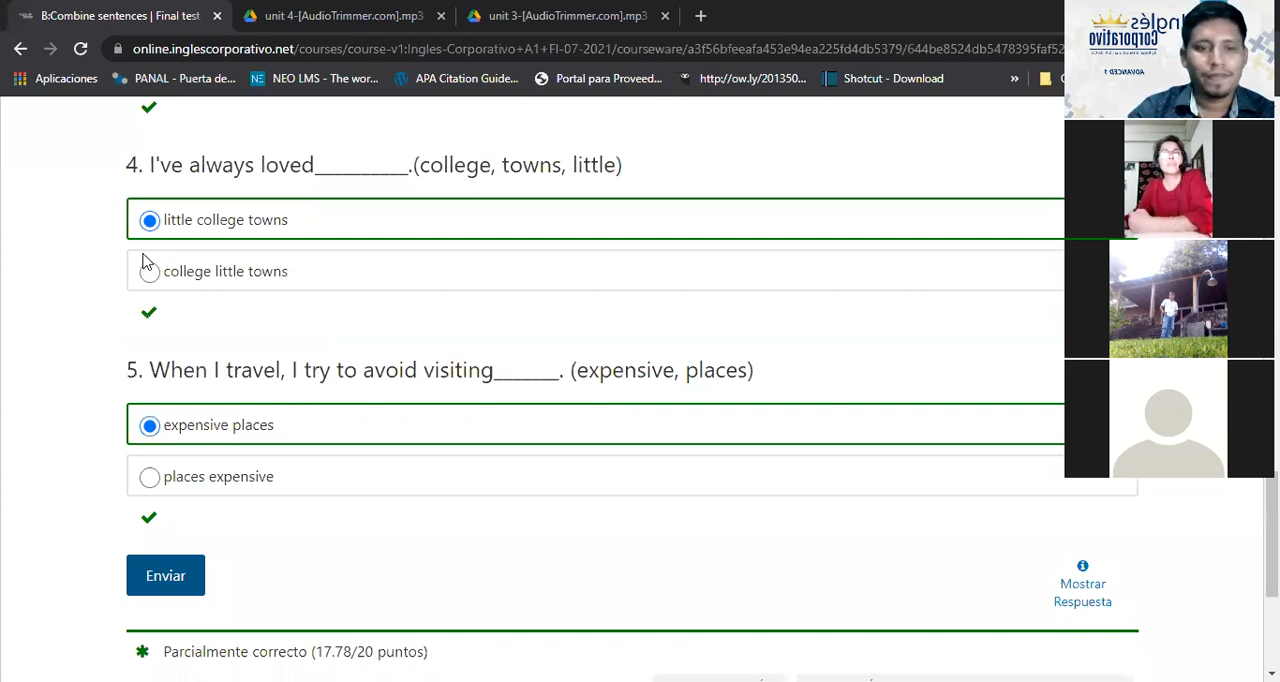 B:Combine sentences | Final test
unit 4-[AudioTrimmer.com].mp3
unit 3-[AudioTrimmer.com].mp3
online.inglescorporativo.net/courses/course-v1:Ingles-Corporativo+A1+FI-07-2021/courseware/a3f56bfeeafa453e94ea225fd4db5379/644be8524db5478395faf52
Aplicaciones
PANAL - Puerta de...
NEO LMS - The wor...
APA Citation Guide...
Portal para Proveed...
http://ow.ly/201350...
Shotcut - Download
»
Inglés
Corporativo
ADVANCED 1
4. I've always loved_________.(college, towns, little)
little college towns
college little towns
5. When I travel, I try to avoid visiting______. (expensive, places)
expensive places
places expensive
Enviar
Mostrar
Respuesta
Parcialmente correcto (17.78/20 puntos)